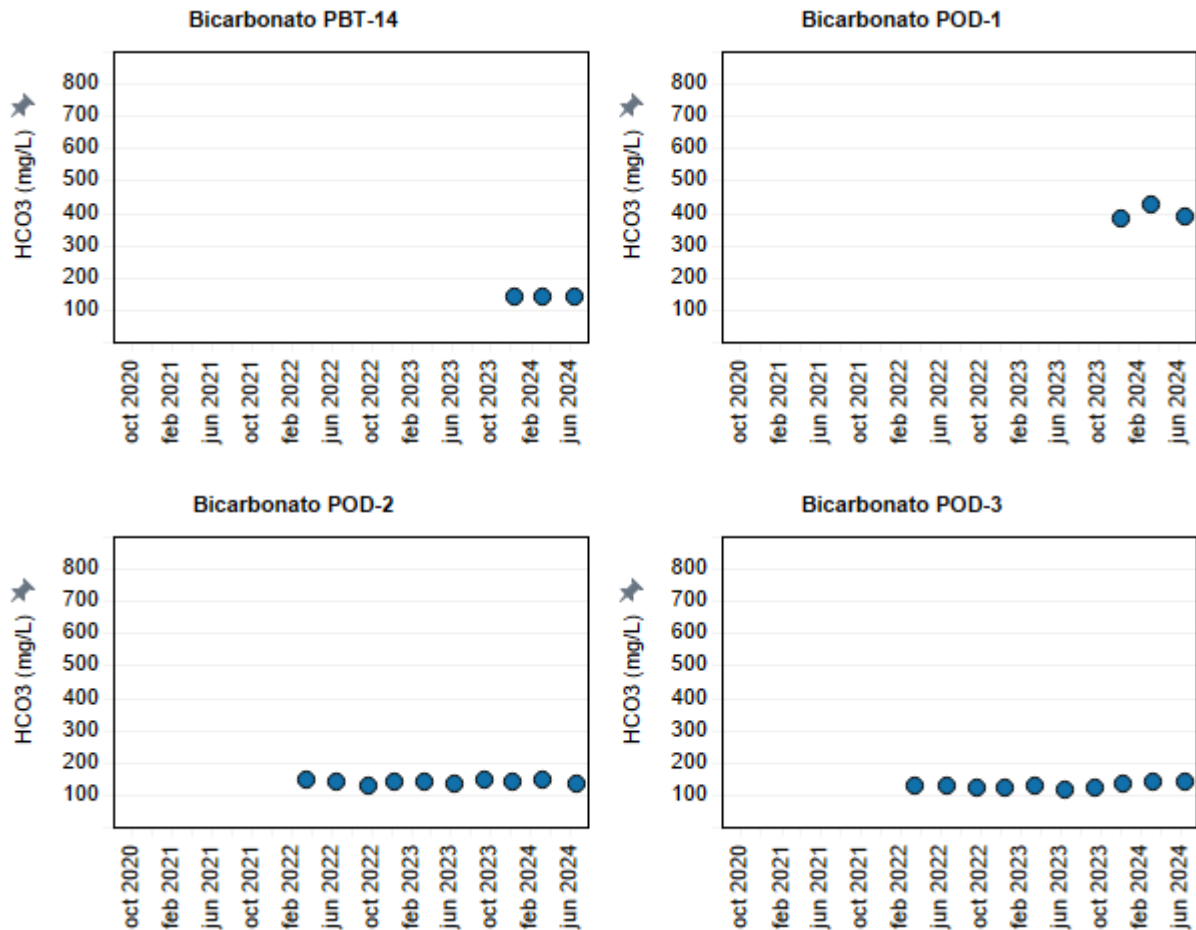 Bicarbonato PBT-14
HCO3 (mg/L)
800
700
600
500
400
300
200
100
oct 2020
feb 2021
jun 2021
oct 2021
feb 2022
jun 2022
oct 2022
feb 2023
jun 2023
oct 2023
feb 2024
jun 2024
Bicarbonato POD-1
HCO3 (mg/L)
800
700
600
500
400
300
200
100
oct 2020
feb 2021
jun 2021
oct 2021
feb 2022
jun 2022
oct 2022
feb 2023
jun 2023
oct 2023
feb 2024
jun 2024
Bicarbonato POD-2
HCO3 (mg/L)
800
700
600
500
400
300
200
100
oct 2020
feb 2021
jun 2021
oct 2021
feb 2022
jun 2022
oct 2022
feb 2023
jun 2023
oct 2023
feb 2024
jun 2024
Bicarbonato POD-3
HCO3 (mg/L)
800
700
600
500
400
300
200
100
oct 2020
feb 2021
jun 2021
oct 2021
feb 2022
jun 2022
oct 2022
feb 2023
jun 2023
oct 2023
feb 2024
jun 2024